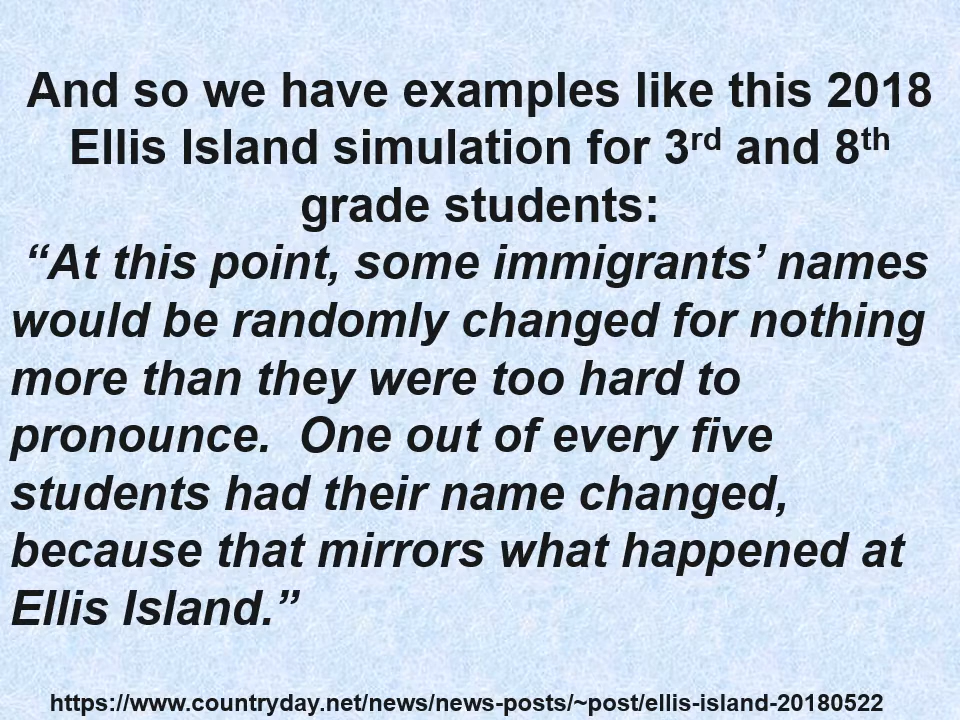 And so we have examples like this 2018
Ellis Island simulation for 3rd and 8th
grade students:
“At this point, some immigrants’ names
would be randomly changed for nothing
more than they were too hard to
pronounce.  One out of every five
students had their name changed,
because that mirrors what happened at
Ellis Island.”
https://www.countryday.net/news/news-posts/~post/ellis-island-20180522